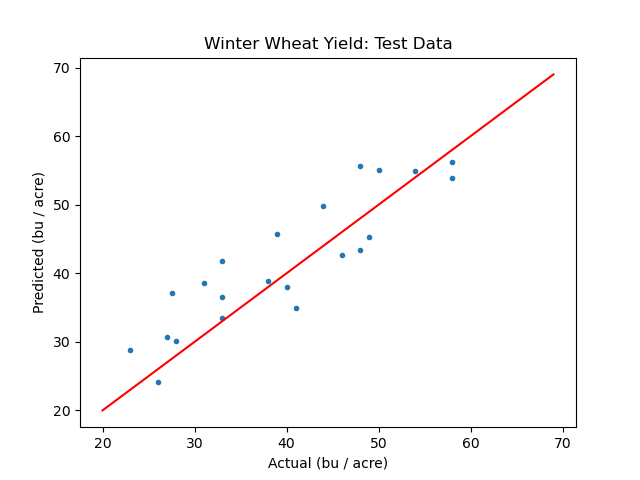 Winter Wheat Yield: Test Data
Predicted (bu / acre)
70
60
50
40
30
20
20 30 40 50 60 70
Actual (bu / acre)